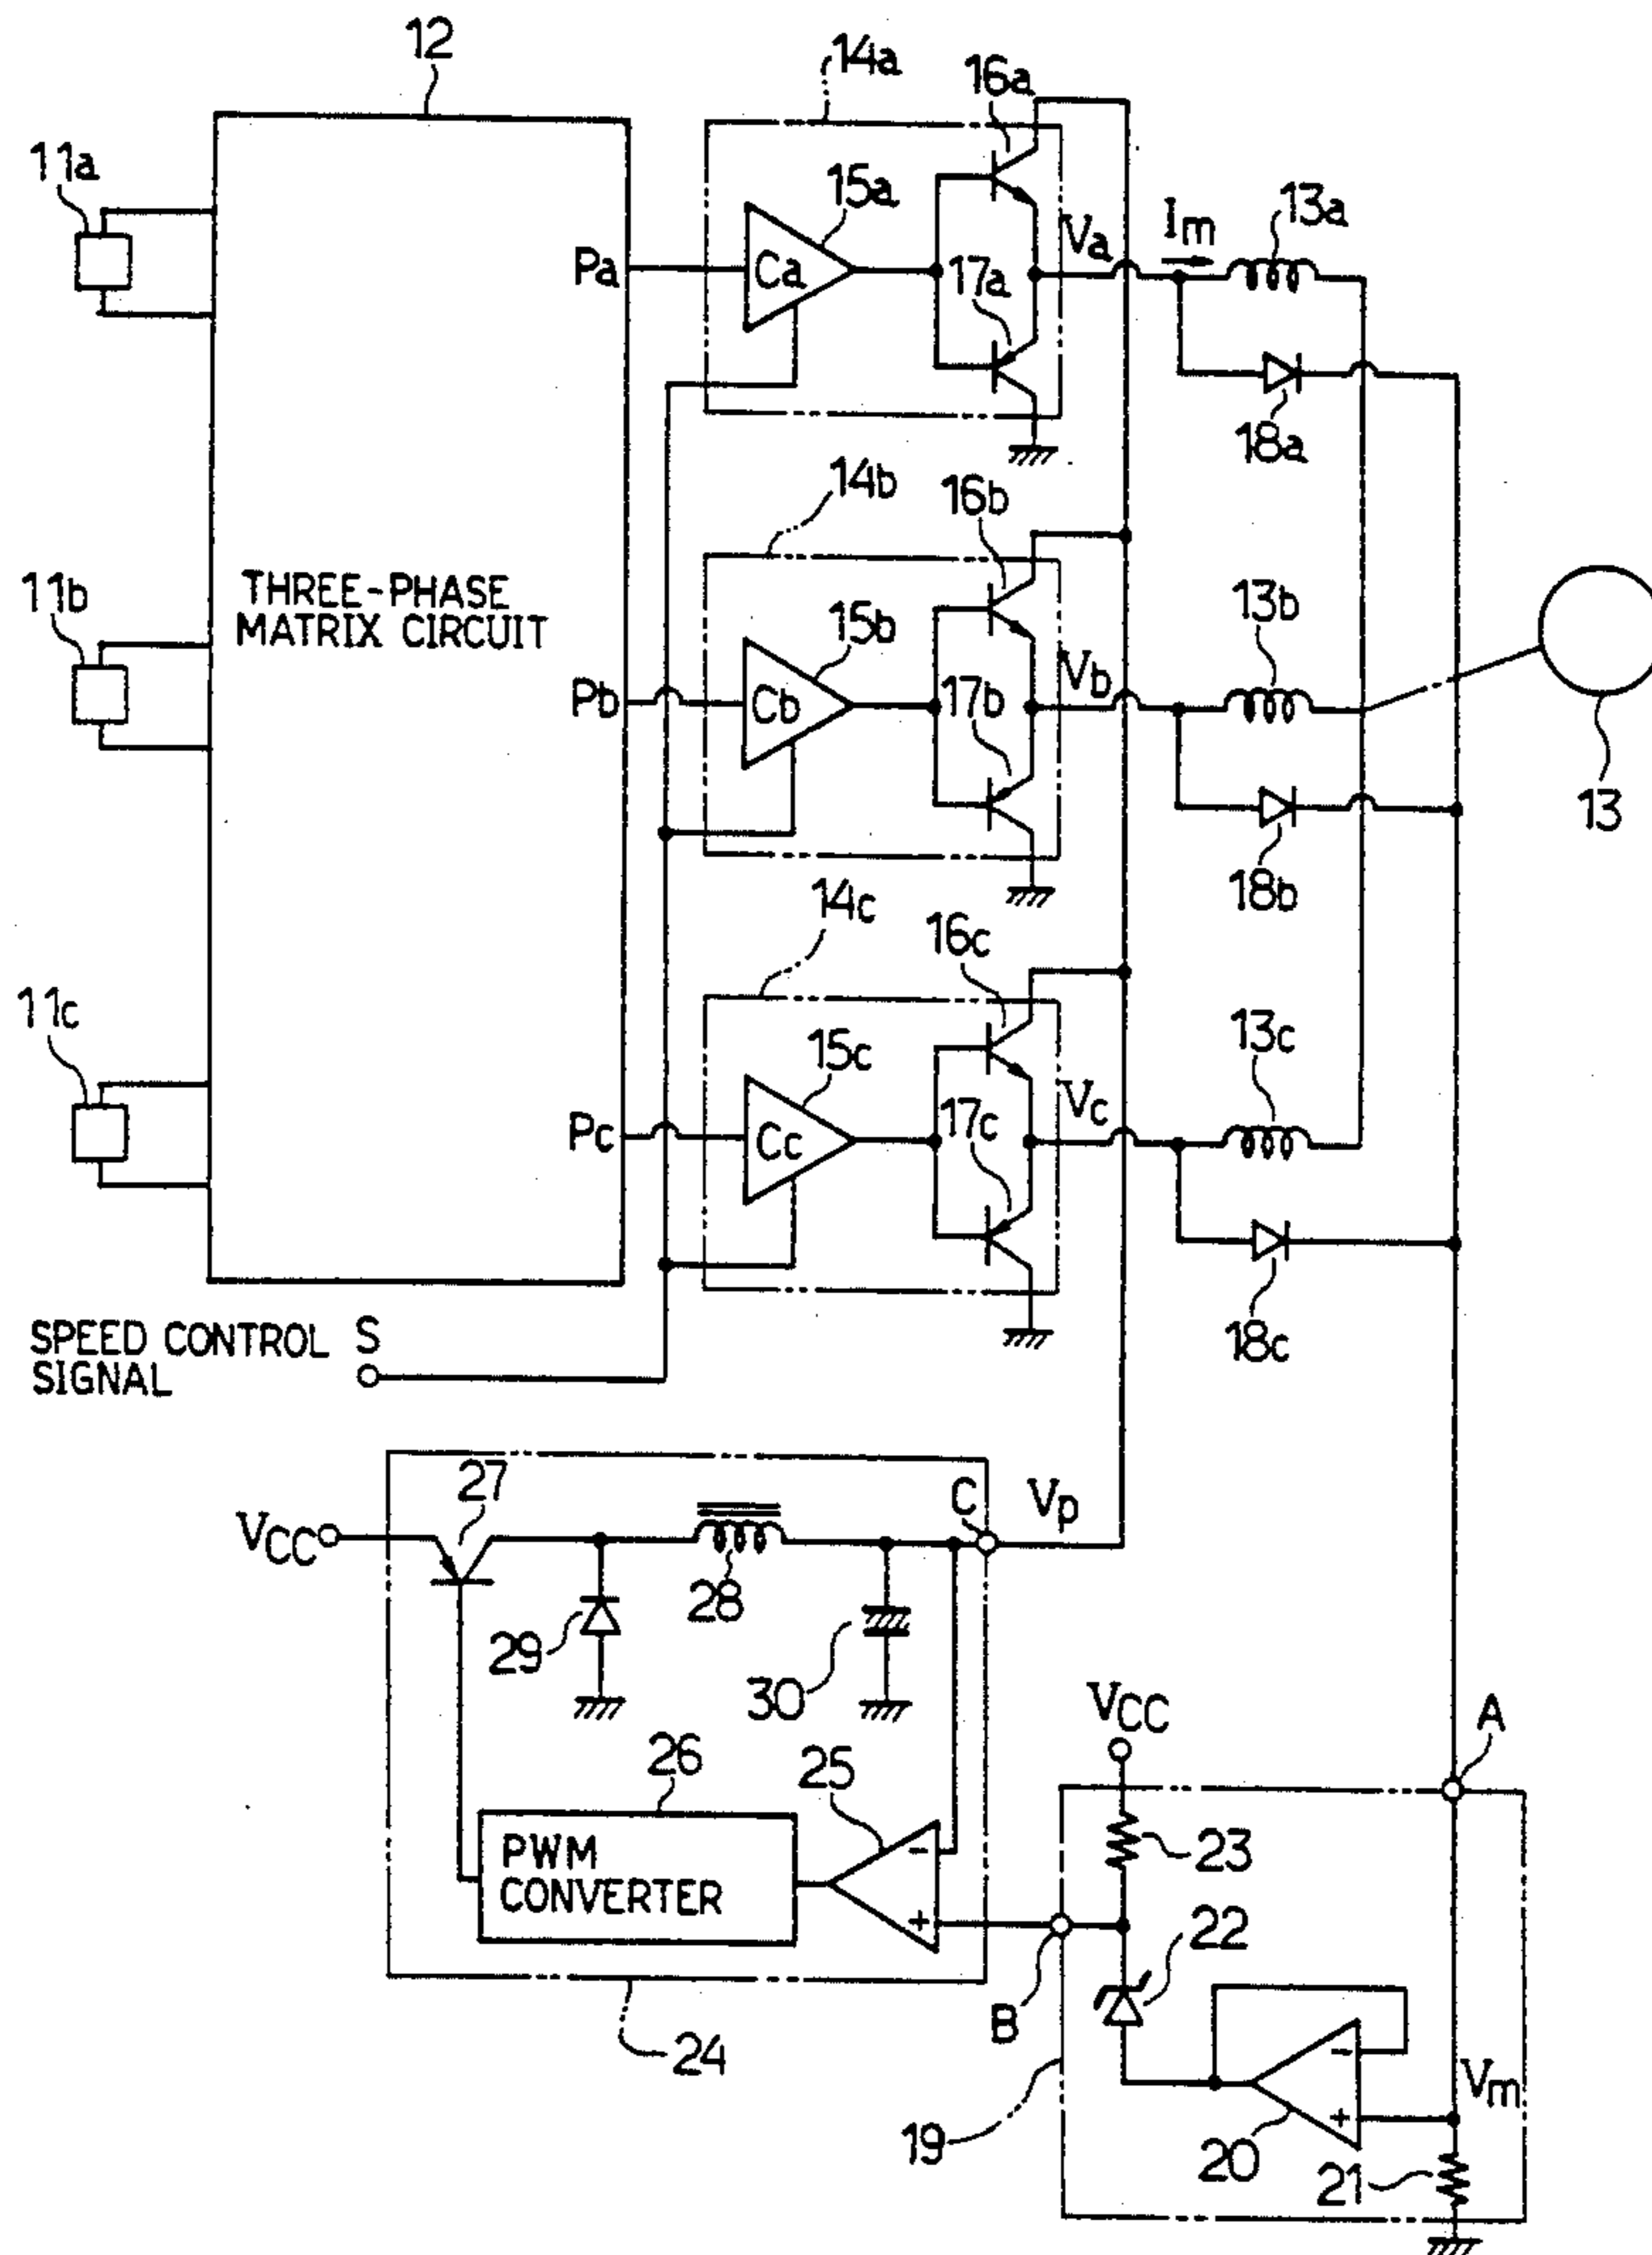 12
14a
16a
11a
15a
13a
Va
Im
Pa
Ca
17a
18a
14b
16b
11b
THREE-PHASE
MATRIX CIRCUIT
15b
13b
Vb
Pb
Cb
17b
13
18b
14c
16c
11c
15c
13c
Vc
Pc
Cc
17c
18c
SPEED CONTROL S
SIGNAL
27
C
Vp
VCC
28
29
30
VCC
A
26
25
PWM
CONVERTER
-
+
23
22
B
24
-
+
Vm
19
20
21